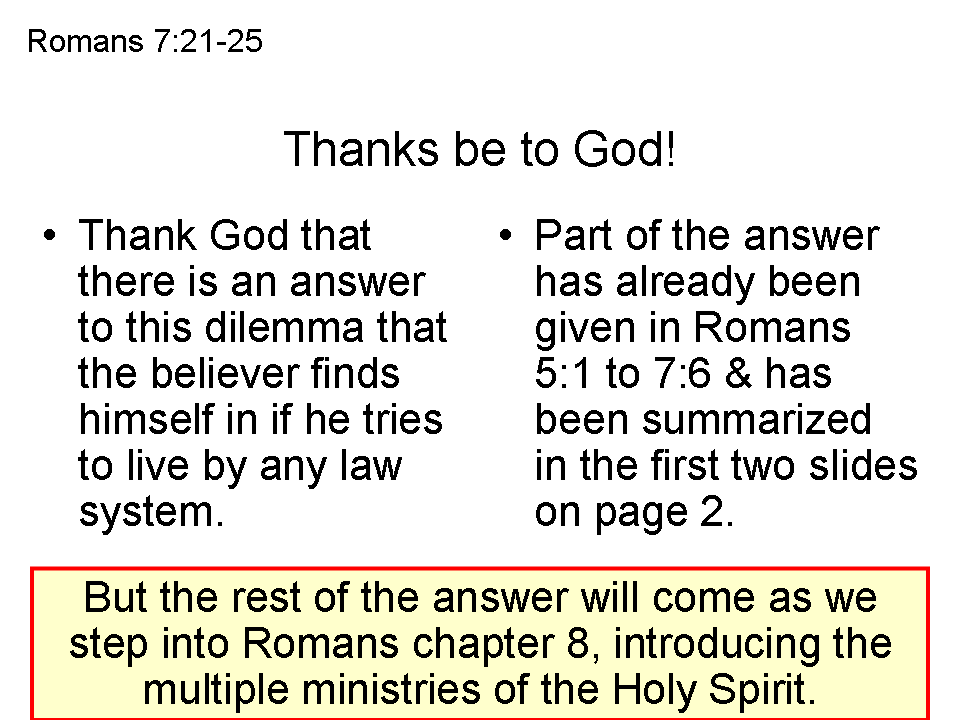 Romans 7:21-25
Thanks be to God!
• Thank God that
there is an answer
to this dilemma that
the believer finds
himself in if he tries
to live by any law
system.
• Part of the answer
has already been
given in Romans
5:1 to 7:6 & has
been summarized
in the first two slides
on page 2.
But the rest of the answer will come as we
step into Romans chapter 8, introducing the
multiple ministries of the Holy Spirit.